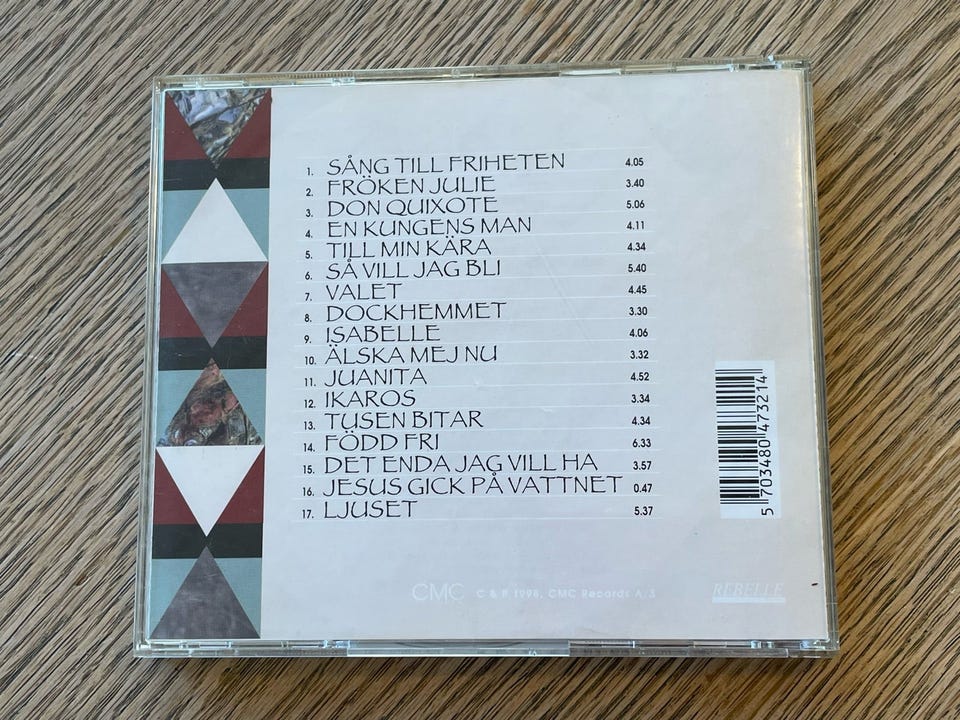 1. SÅNG TILL FRIHETEN 4.05
2. FRÖKEN JULIE 3.40
3. DON QUIXOTE 5.06
4. EN KUNGENS MAN 4.11
5. TILL MIN KÄRA 4.34
6. SÅ VILL JAG BLI 5.40
7. VALET 4.45
8. DOCKHEMMET 3.30
9. ISABELLE 4.06
10. ÄLSKA MEJ NU 3.32
11. JUANITA 4.52
12. IKAROS 3.34
13. TUSEN BITAR 4.34
14. FÖDD FRI 6.33
15. DET ENDA JAG VILL HA 3.57
16. JESUS GICK PÅ VATTNET 0.47
17. LJUSET 5.37
5 703480 473214
CMC C & P 1998, CMC Records A/S
REBELLE